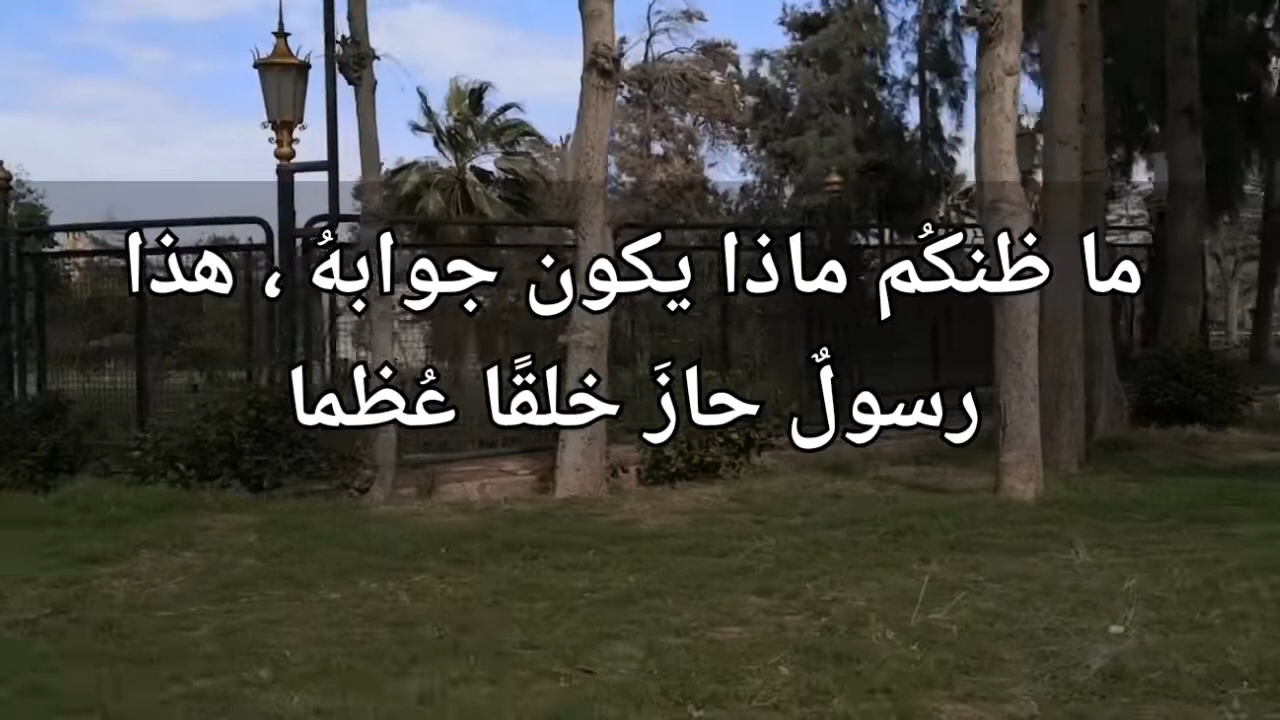 ما ظنكُم ماذا يكون جوابهُ ، هذا
رسولٌ حازَ خلقًا عُظما